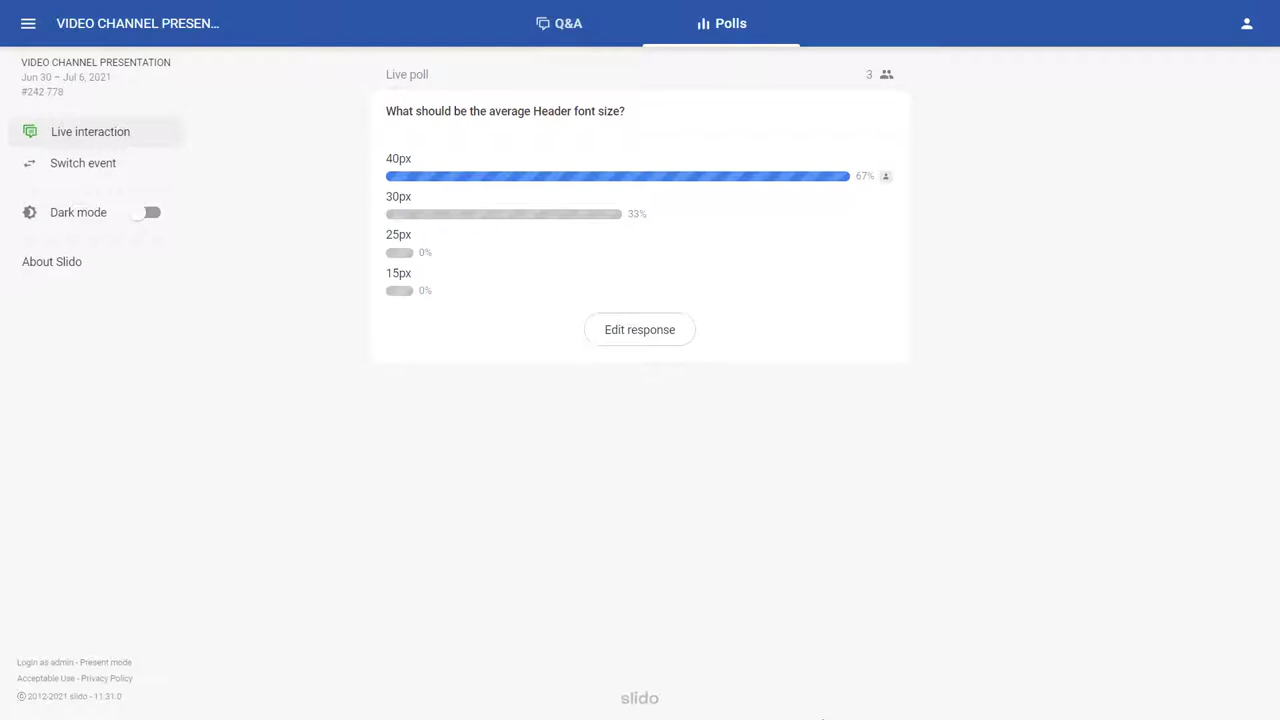 VIDEO CHANNEL PRESEN...
Q&A
Polls
VIDEO CHANNEL PRESENTATION
Jun 30 – Jul 6, 2021
#242 778
Live interaction
Switch event
Dark mode
About Slido
Live poll
3
What should be the average Header font size?
40px
67%
30px
33%
25px
0%
15px
0%
Edit response
Login as admin - Present mode
Acceptable Use - Privacy Policy
© 2012-2021 slido - 11.31.0
slido